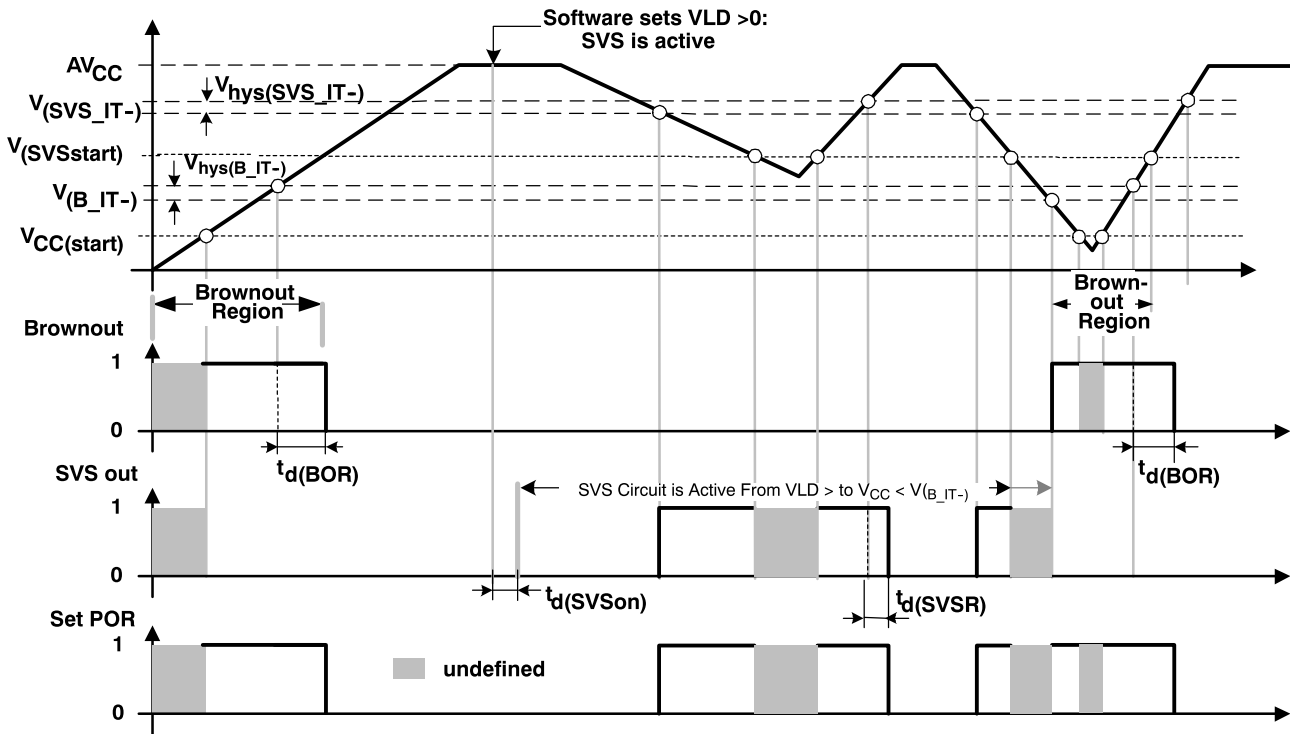 Software sets VLD >0:
SVS is active
AVCC
Vhys(SVS_IT-)
V(SVS_IT-)
V(SVSstart)
Vhys(B_IT-)
V(B_IT-)
VCC(start)
Brownout
Region
Brown-
out
Region
Brownout
1
0
td(BOR)
td(BOR)
SVS out
SVS Circuit is Active From VLD > to VCC < V(B_IT-)
1
0
td(SVSon)
td(SVSR)
Set POR
1
undefined
0